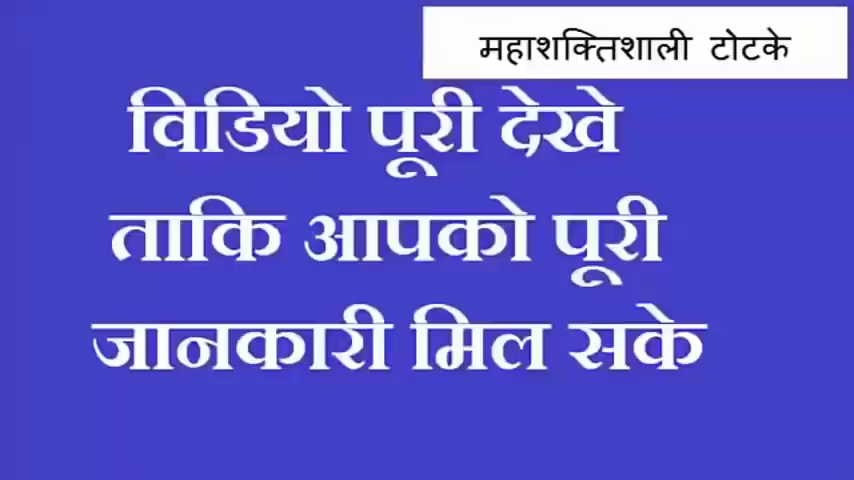 महाशक्तिशाली टोटके
विडियो पूरी देखे
ताकि आपको पूरी
जानकारी मिल सके